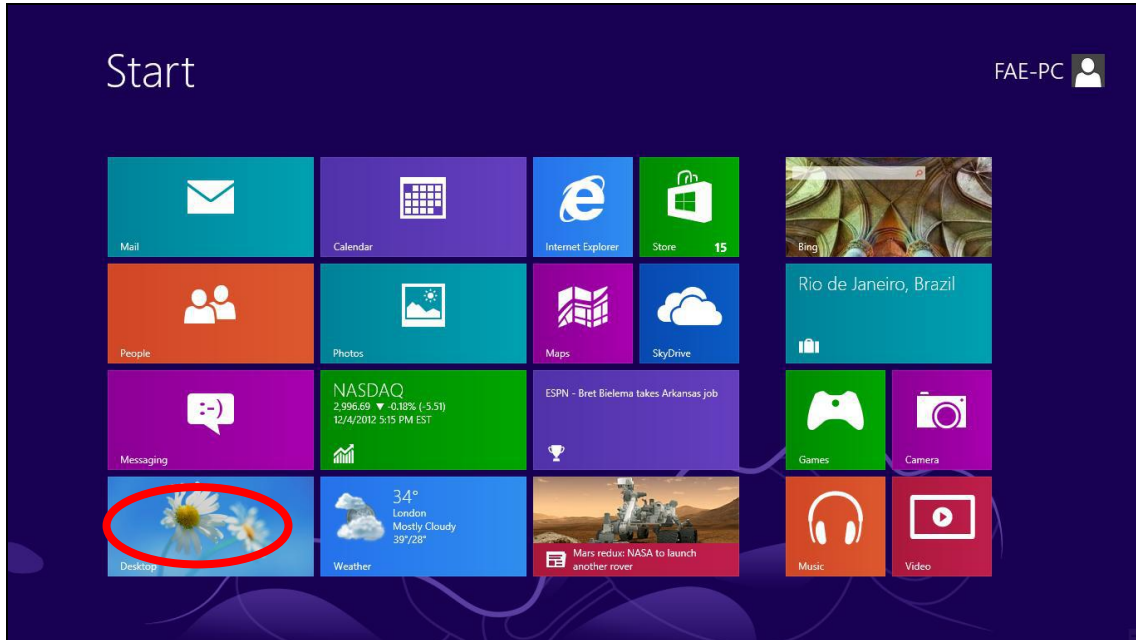 Start
FAE-PC
Mail
Calendar
Internet Explorer
Store 15
Bing
People
Photos
Maps
SkyDrive
Rio de Janeiro, Brazil
Messaging
NASDAQ
2,996.69 ▼ -0.18% (-5.51)
12/4/2012 5:15 PM EST
ESPN - Bret Bielema takes Arkansas job
Games
Camera
Desktop
34°
London
Mostly Cloudy
39°/28°
Weather
Mars redux: NASA to launch
another rover
Music
Video